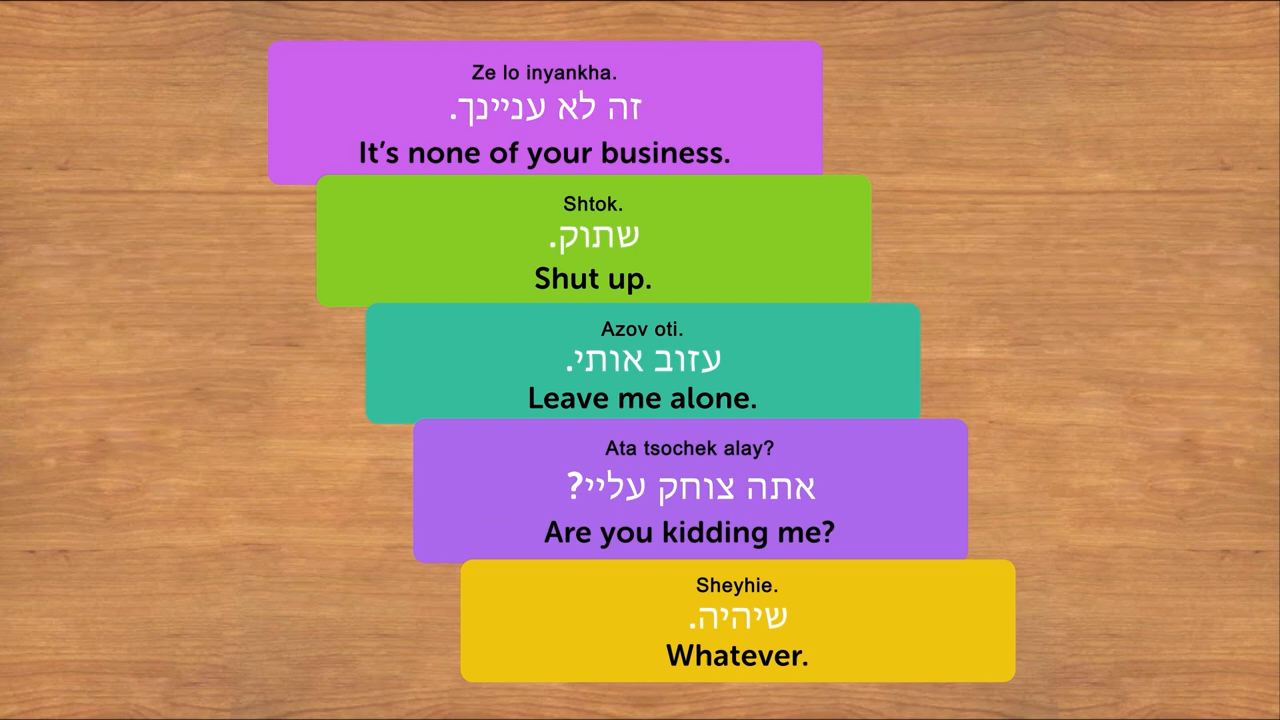 Ze lo inyankha.
זה לא עניינך.
It's none of your business.
Shtok.
שתוק.
Shut up.
Azov oti.
עזוב אותי.
Leave me alone.
Ata tsochek alay?
אתה צוחק עליי?
Are you kidding me?
Sheyhie.
שיהיה.
Whatever.